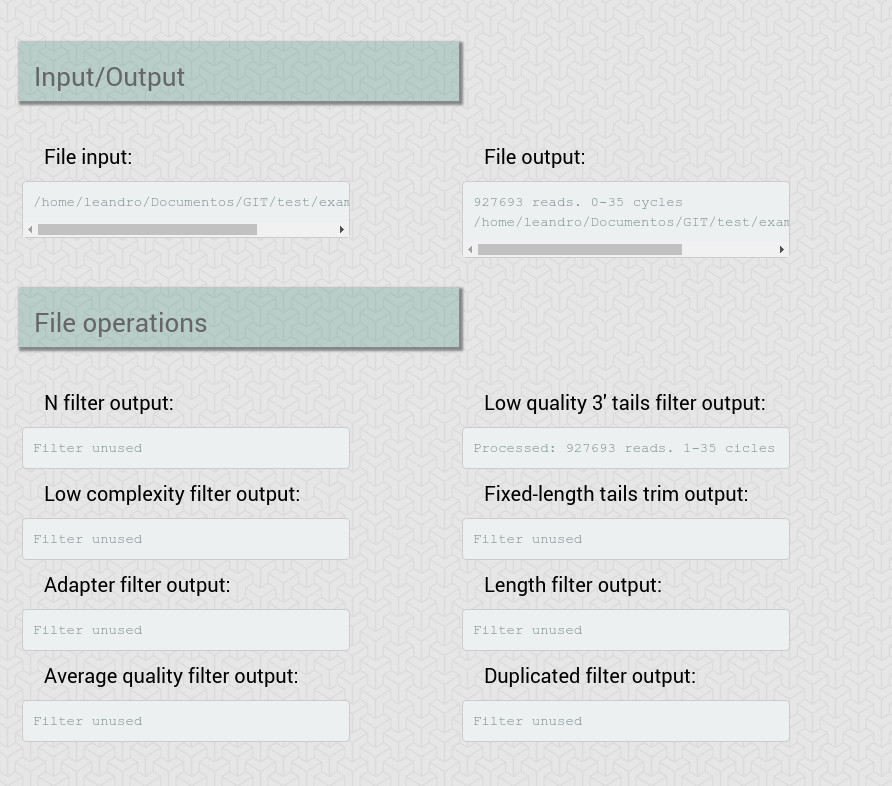 Input/Output
File input:
/home/leandro/Documentos/GIT/test/exam
File output:
927693 reads. 0-35 cycles
/home/leandro/Documentos/GIT/test/exam
File operations
N filter output:
Filter unused
Low quality 3' tails filter output:
Processed: 927693 reads. 1-35 cicles
Low complexity filter output:
Filter unused
Fixed-length tails trim output:
Filter unused
Adapter filter output:
Filter unused
Length filter output:
Filter unused
Average quality filter output:
Filter unused
Duplicated filter output:
Filter unused